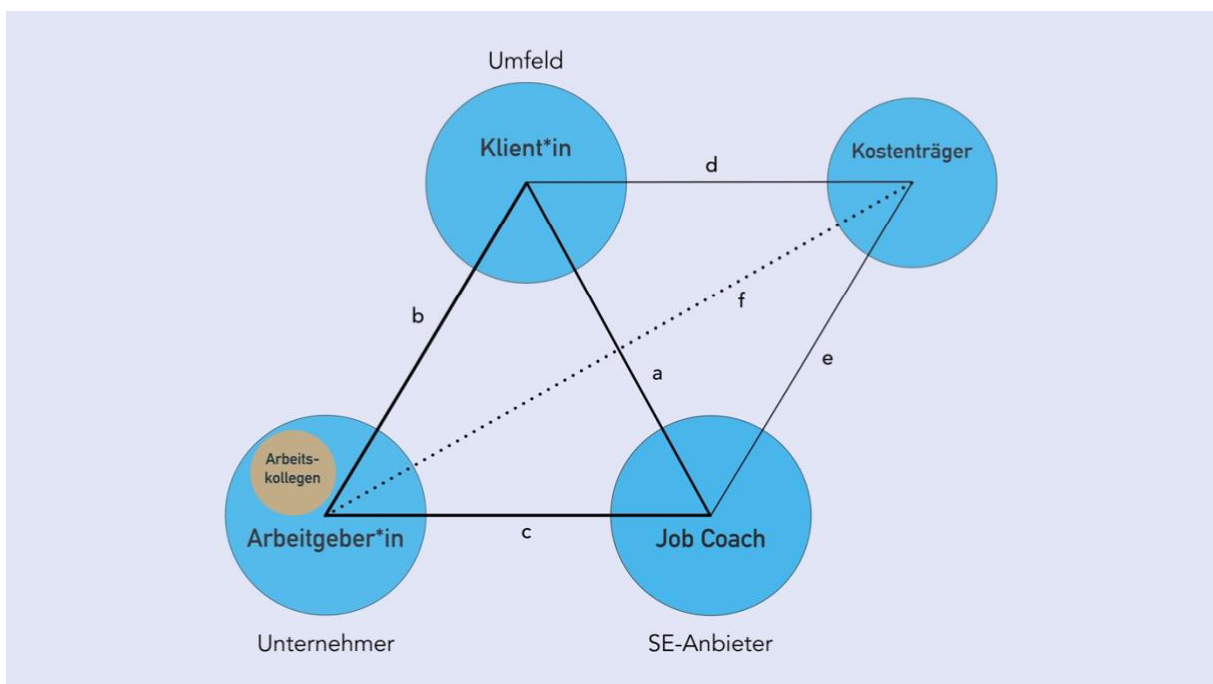 Umfeld
Klient*in
Kostenträger
d
b
f
a
e
Arbeits-
kollegen
Arbeitgeber*in
c
Job Coach
Unternehmer
SE-Anbieter